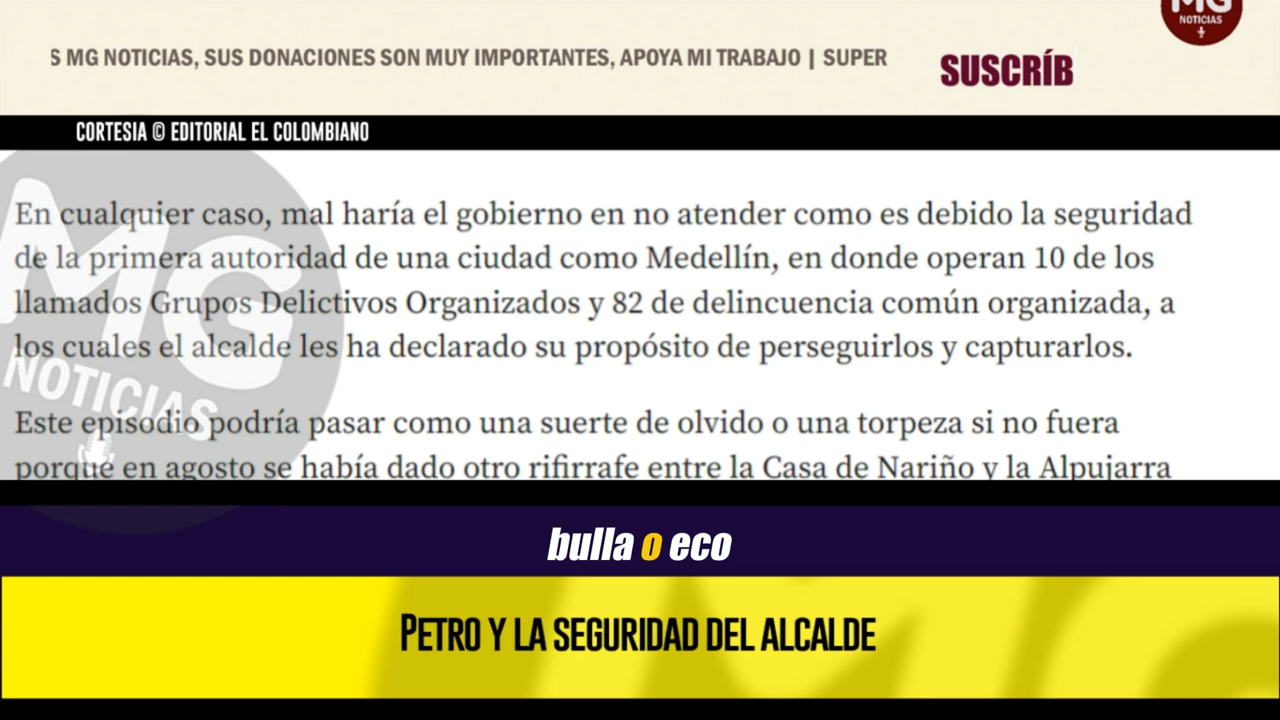 MG
NOTICIAS
S MG NOTICIAS, SUS DONACIONES SON MUY IMPORTANTES, APOYA MI TRABAJO | SUPER
SUSCRÍB
CORTESIA © EDITORIAL EL COLOMBIANO
En cualquier caso, mal haría el gobierno en no atender como es debido la seguridad
de la primera autoridad de una ciudad como Medellín, en donde operan 10 de los
llamados Grupos Delictivos Organizados y 82 de delincuencia común organizada, a
los cuales el alcalde les ha declarado su propósito de perseguirlos y capturarlos.
Este episodio podría pasar como una suerte de olvido o una torpeza si no fuera
porque en agosto se había dado otro rifirrafe entre la Casa de Nariño y la Alpujarra
MG
NOTICIAS
bulla o eco
PETRO Y LA SEGURIDAD DEL ALCALDE